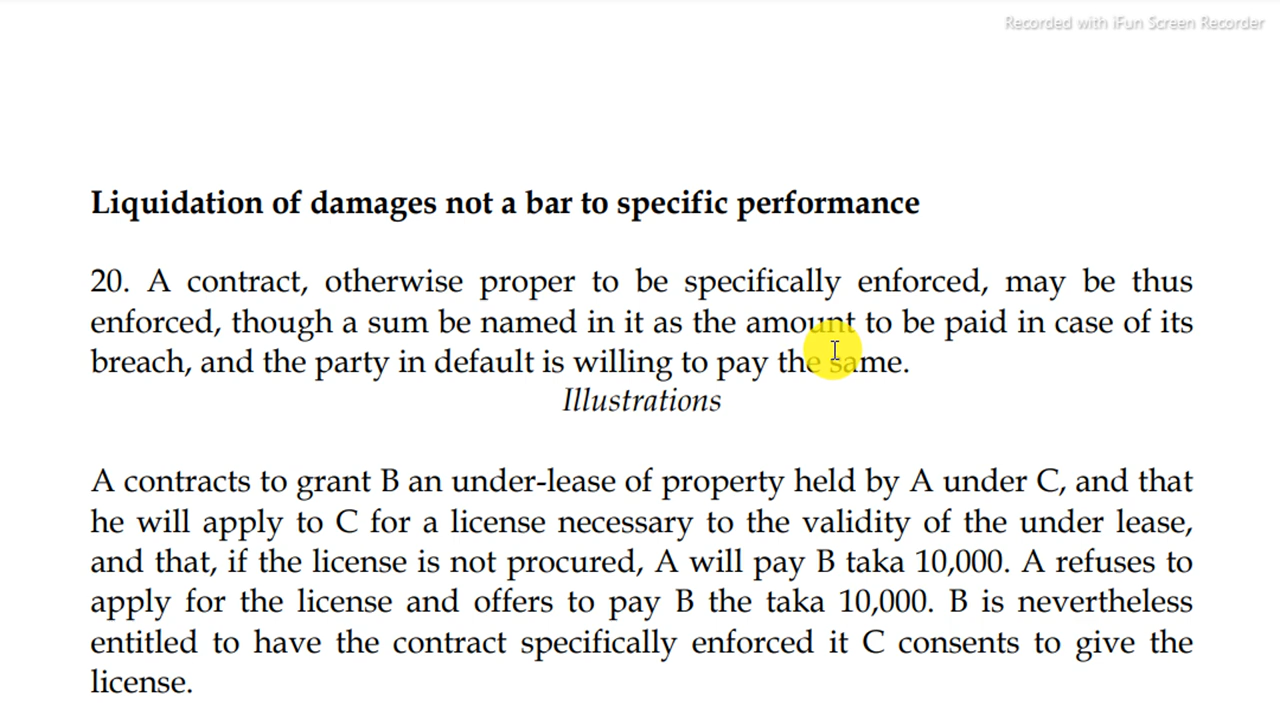 Recorded with iFun Screen Recorder
Liquidation of damages not a bar to specific performance
20. A contract, otherwise proper to be specifically enforced, may be thus
enforced, though a sum be named in it as the amount to be paid in case of its
breach, and the party in default is willing to pay the same.
Illustrations
A contracts to grant B an under-lease of property held by A under C, and that
he will apply to C for a license necessary to the validity of the under lease,
and that, if the license is not procured, A will pay B taka 10,000. A refuses to
apply for the license and offers to pay B the taka 10,000. B is nevertheless
entitled to have the contract specifically enforced it C consents to give the
license.